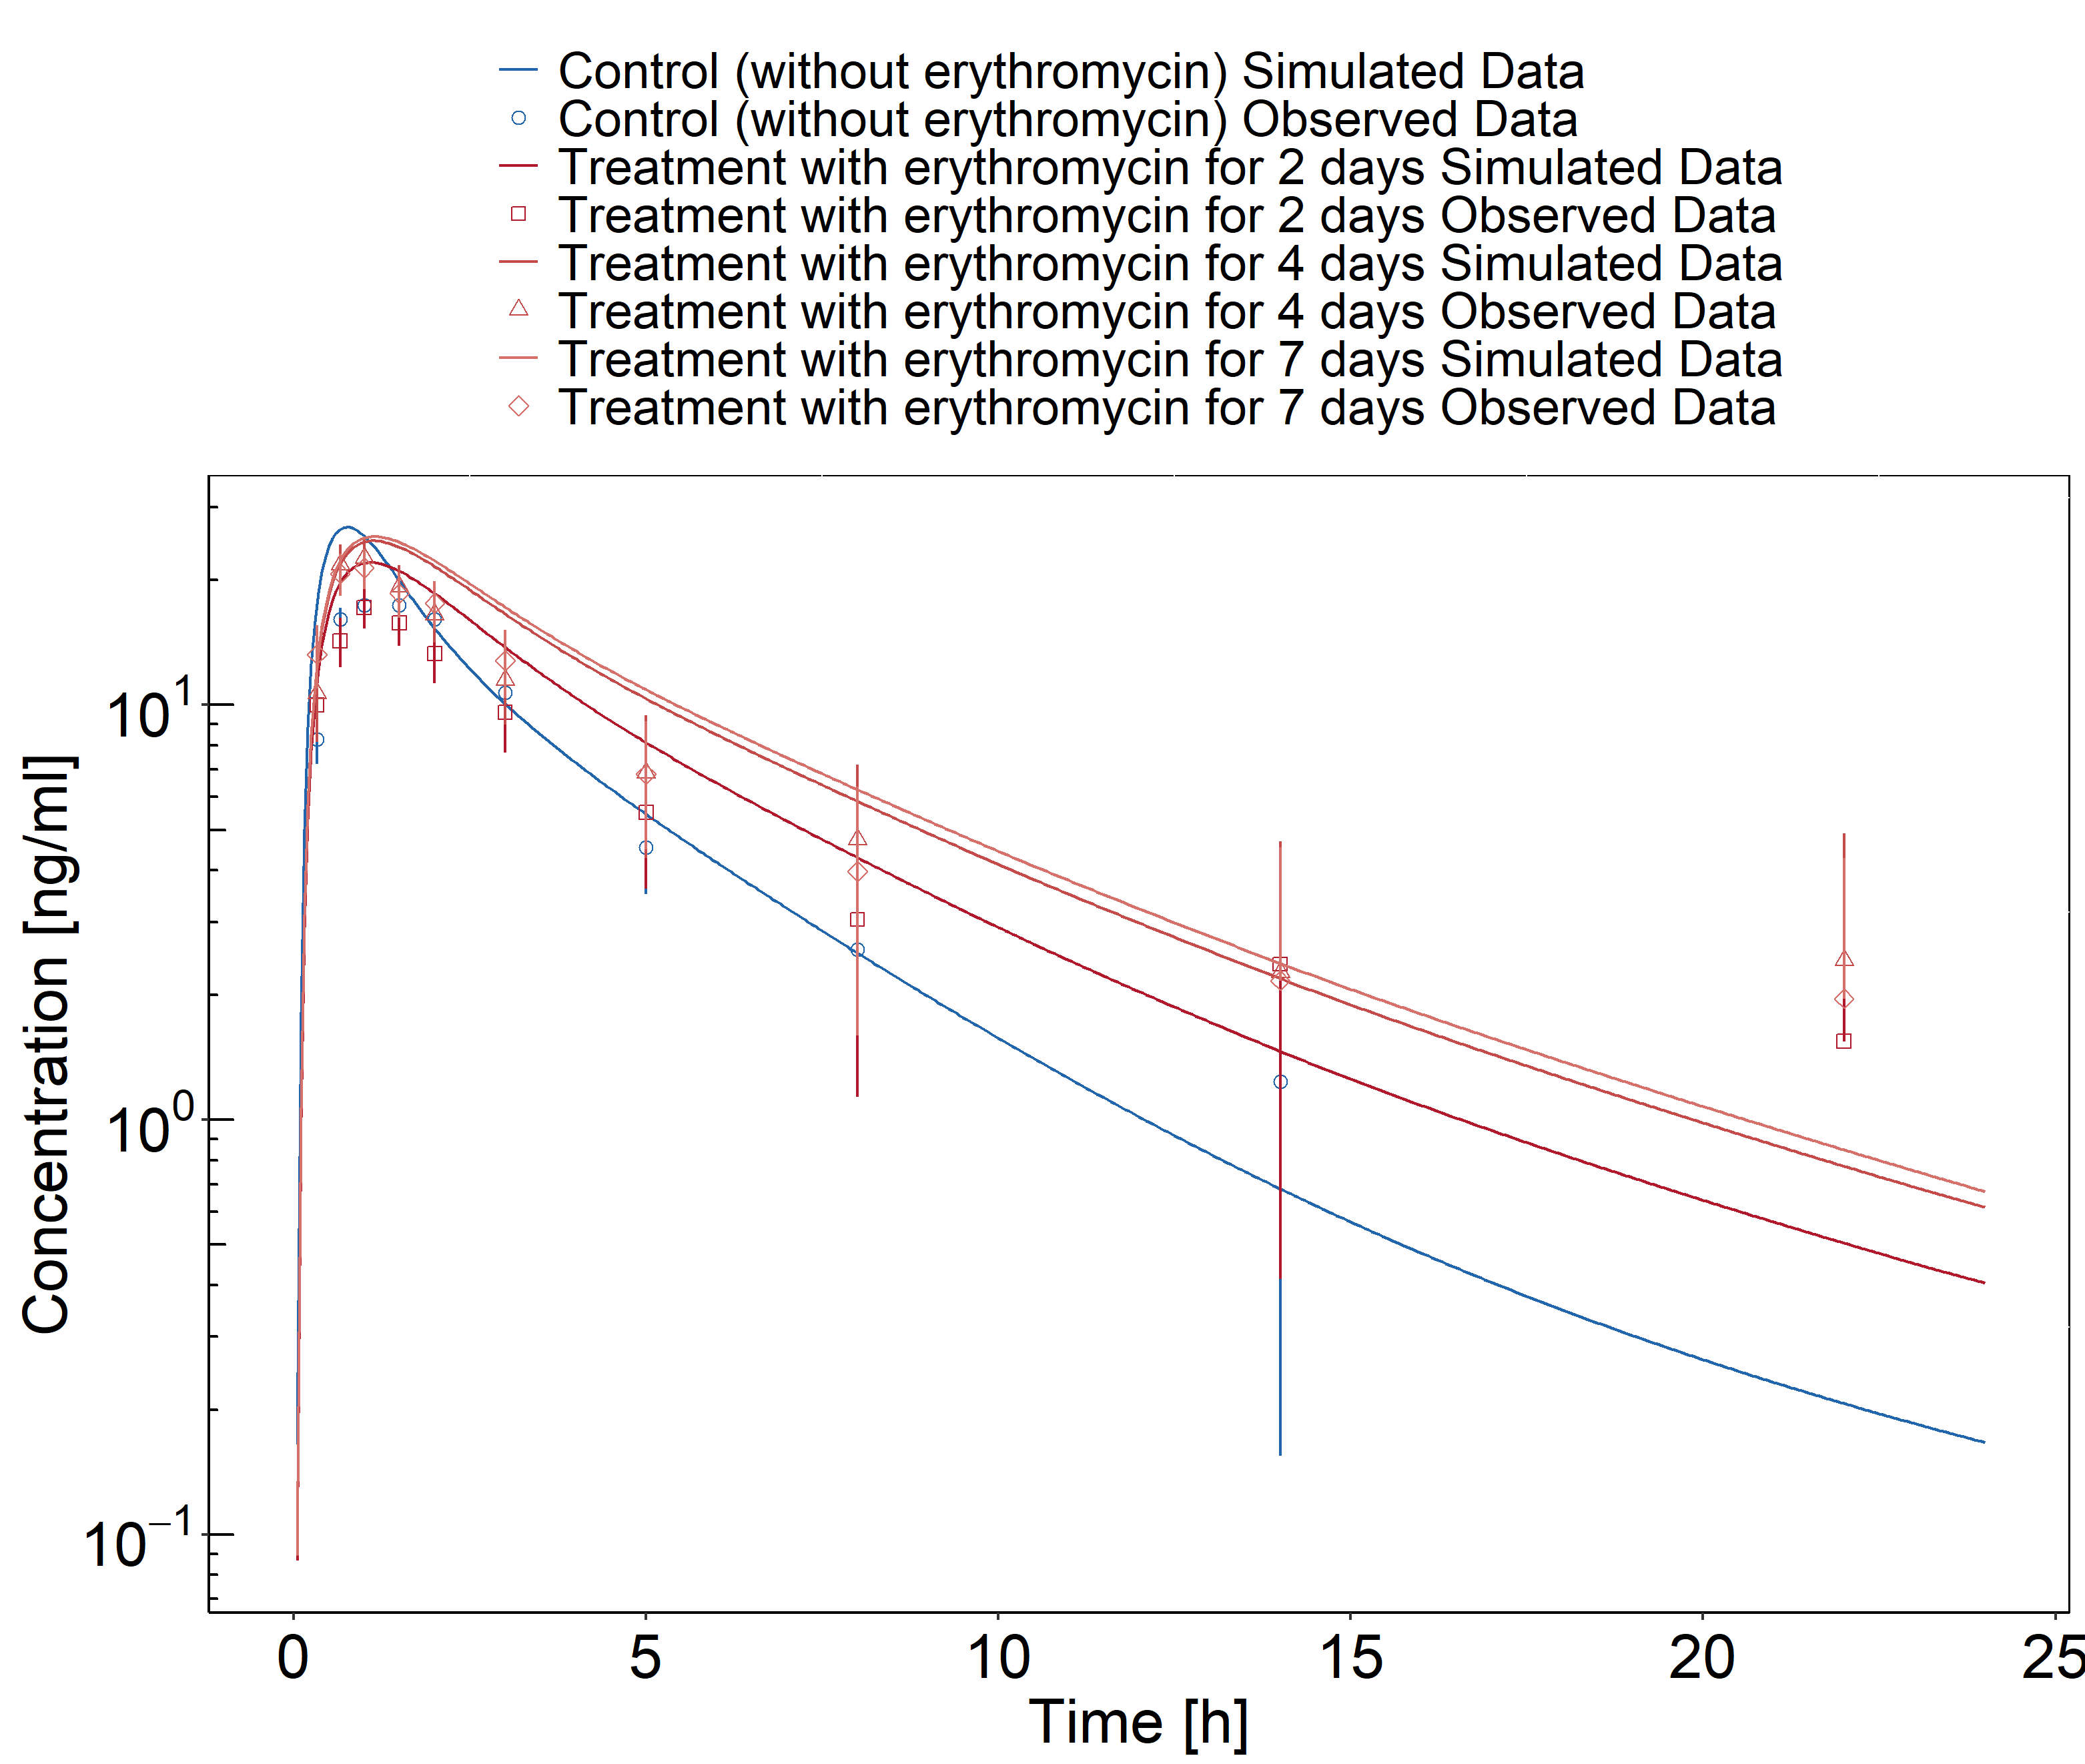 Control (without erythromycin) Simulated Data
Control (without erythromycin) Observed Data
Treatment with erythromycin for 2 days Simulated Data
Treatment with erythromycin for 2 days Observed Data
Treatment with erythromycin for 4 days Simulated Data
Treatment with erythromycin for 4 days Observed Data
Treatment with erythromycin for 7 days Simulated Data
Treatment with erythromycin for 7 days Observed Data
Concentration [ng/ml]
10¹
10⁰
10⁻¹
0 5 10 15 20 25
Time [h]